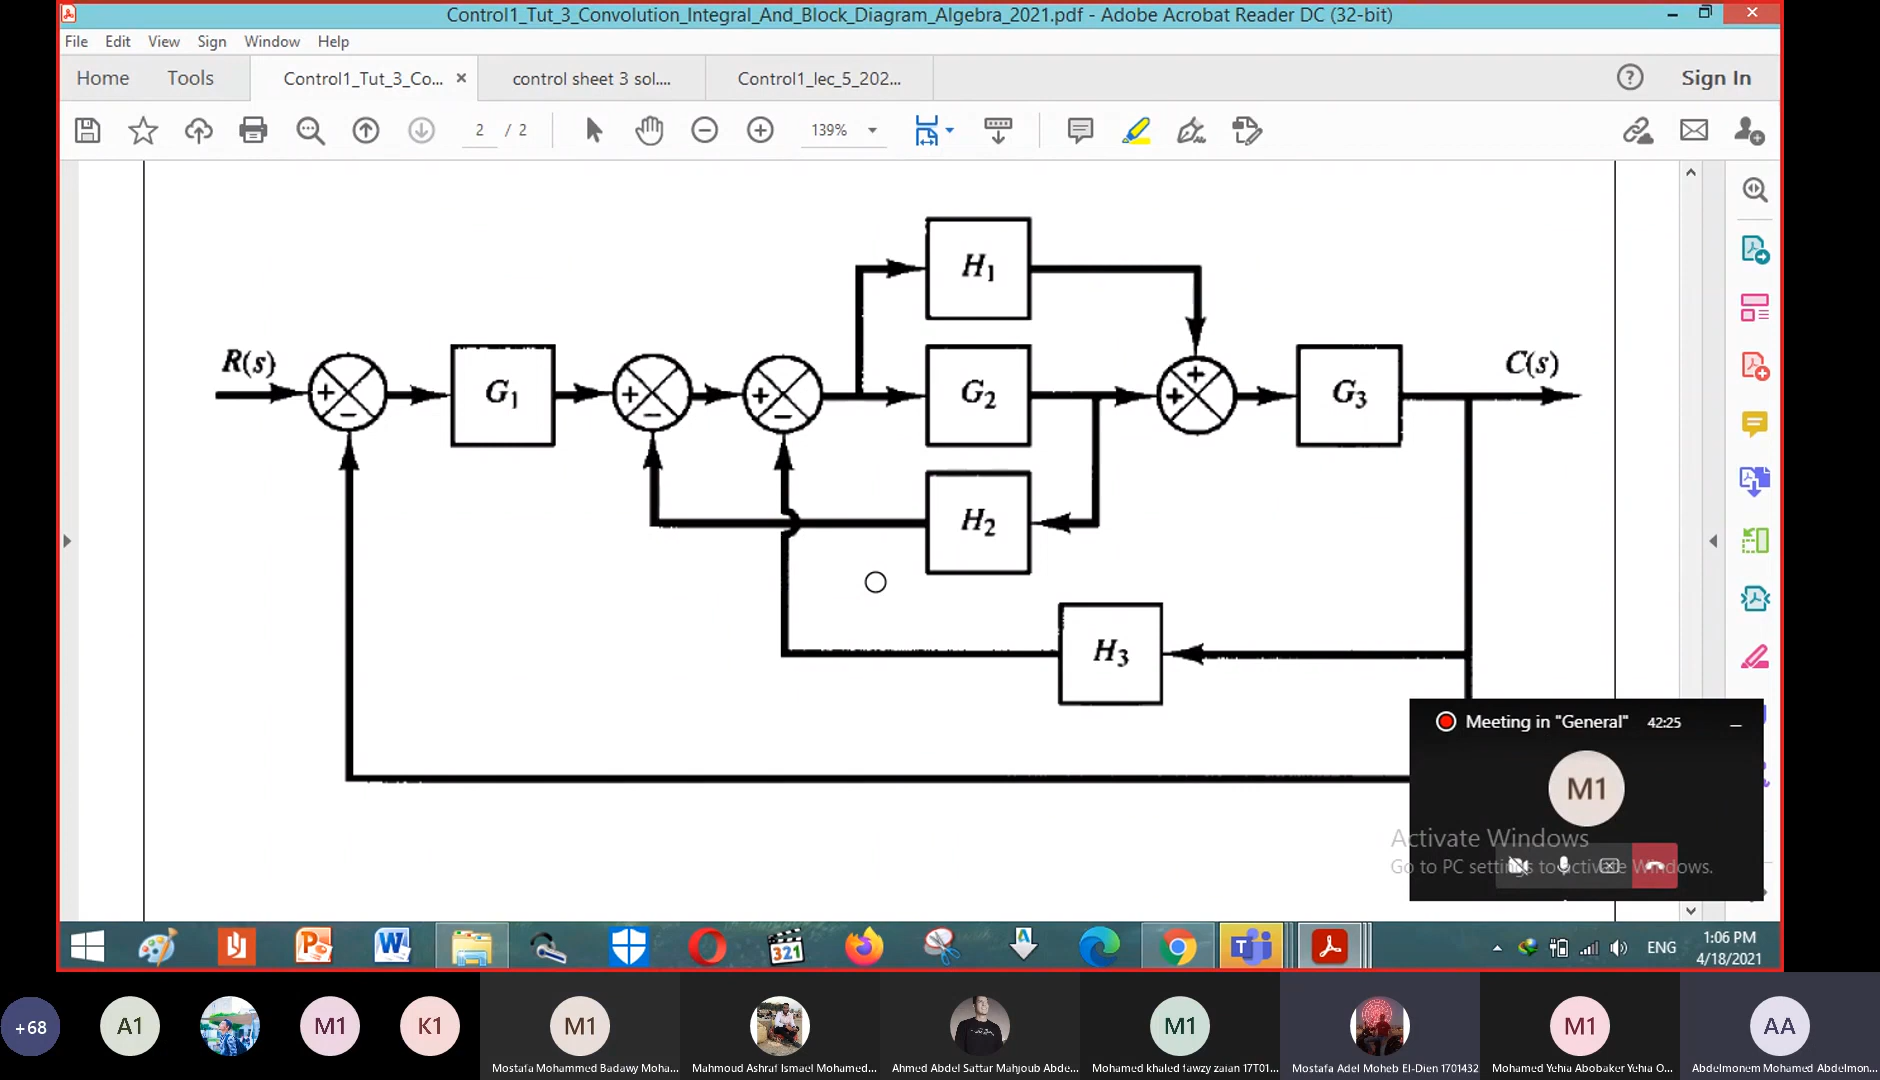 Control1_Tut_3_Convolution_Integral_And_Block_Diagram_Algebra_2021.pdf - Adobe Acrobat Reader DC (32-bit)
File Edit View Sign Window Help
Home Tools Control1_Tut_3_Co... × control sheet 3 sol.... Control1_lec_5_202... Sign In
2 / 2 139%
H1
R(s) G1 G2 G3 C(s)
+ − + − + − + +
H2
H3
Meeting in "General" 42:25
M1
Activate Windows
Go to PC settings to activate Windows.
321
ENG
1:06 PM
4/18/2021
+68 A1 M1 K1 M1 M1 M1 AA
Mostafa Mohammed Badawy Moha...
Mahmoud Ashraf Ismael Mohamed...
Ahmed Abdel Sattar Mahjoub Abde...
Mohamed khaled fawzy zaian 17T01...
Mostafa Adel Moheb El-Dien 1701432
Mohamed Yehia Abobaker Yehia O...
Abdelmonem Mohamed Abdelmon...